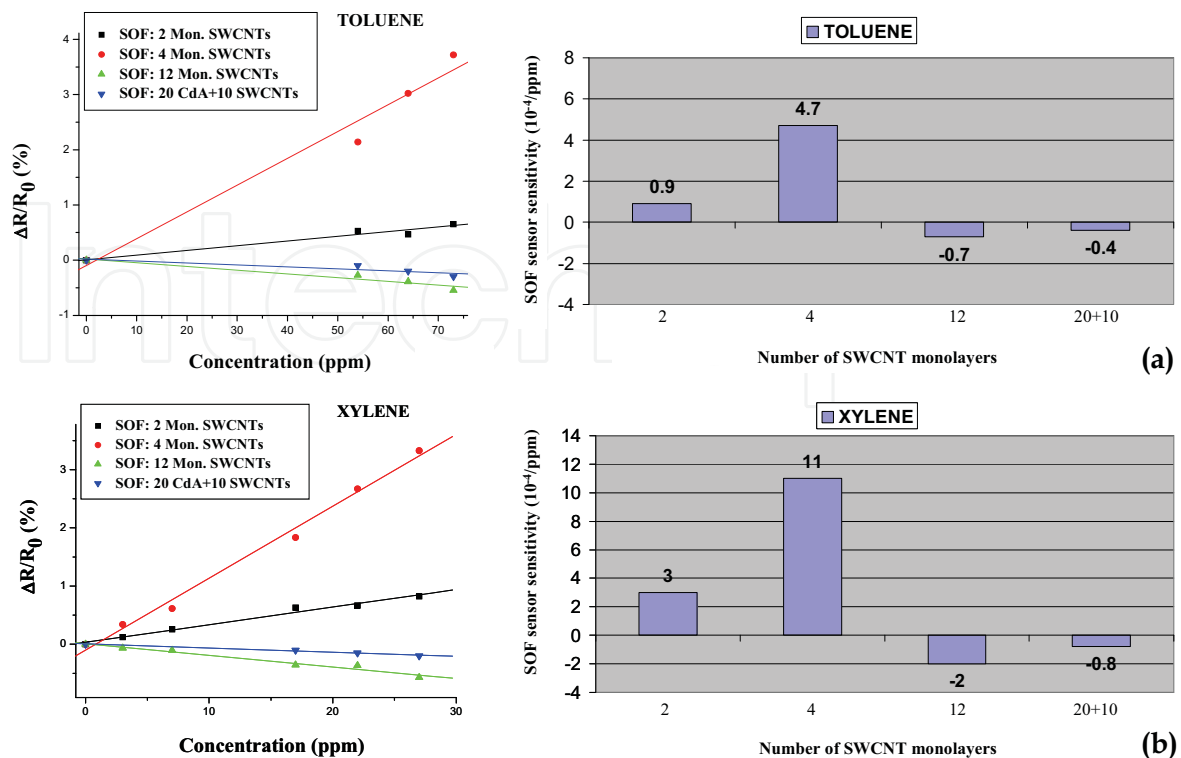 TOLUENE
SOF: 2 Mon. SWCNTs
SOF: 4 Mon. SWCNTs
SOF: 12 Mon. SWCNTs
SOF: 20 CdA+10 SWCNTs
ΔR/R0 (%)
4
3
2
1
0
-1
0 10 20 30 40 50 60 70
Concentration (ppm)
TOLUENE
SOF sensor sensitivity (10-4/ppm)
8
6
4
2
0
-2
-4
0.9
4.7
-0.7
-0.4
2 4 12 20+10
Number of SWCNT monolayers
(a)
Intech
XYLENE
SOF: 2 Mon. SWCNTs
SOF: 4 Mon. SWCNTs
SOF: 12 Mon. SWCNTs
SOF: 20 CdA+10 SWCNTs
ΔR/R0 (%)
3
2
1
0
0 10 20 30
Concentration (ppm)
XYLENE
SOF sensor sensitivity (10-4/ppm)
14
12
10
8
6
4
2
0
-2
-4
3
11
-2
-0.8
2 4 12 20+10
Number of SWCNT monolayers
(b)